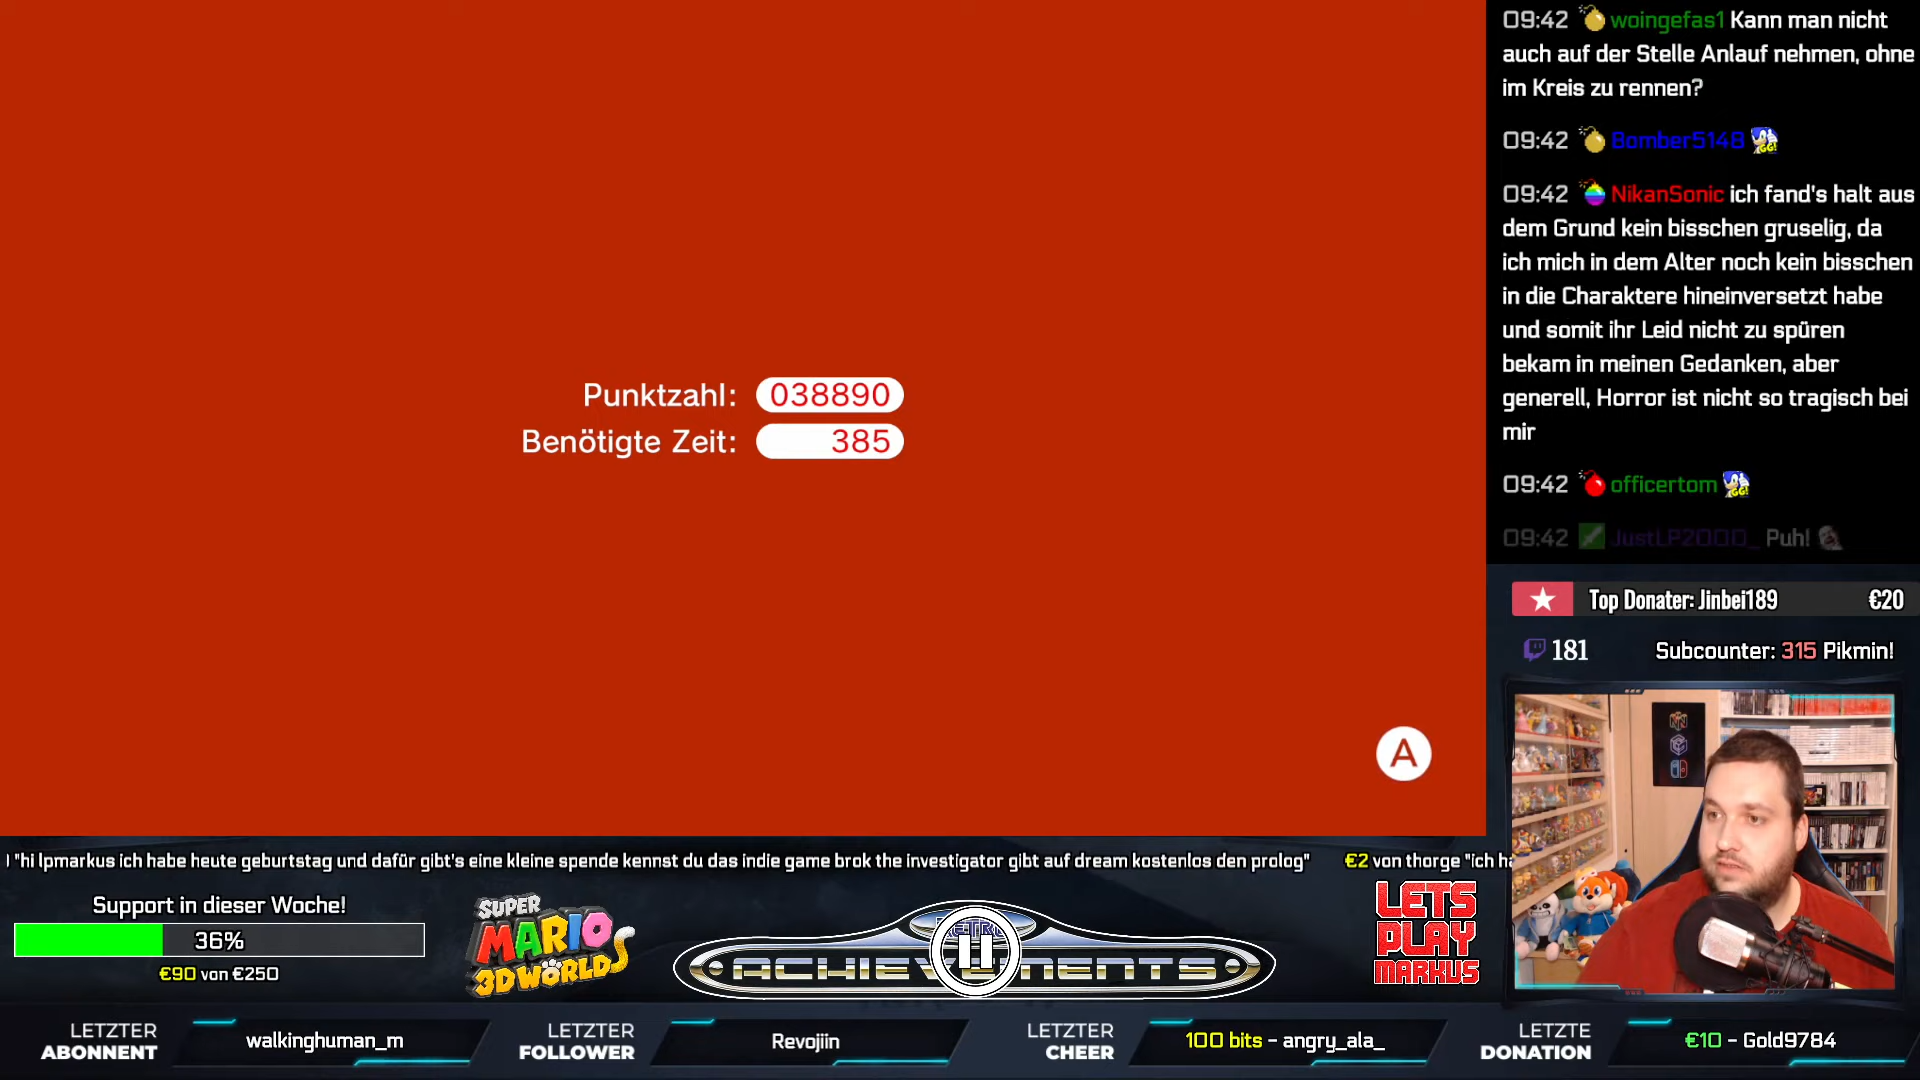 09:42 woingefas1 Kann man nicht
auch auf der Stelle Anlauf nehmen, ohne
im Kreis zu rennen?
09:42 Bomber5148 GG!
09:42 NikanSonic ich fand's halt aus
dem Grund kein bisschen gruselig, da
ich mich in dem Alter noch kein bisschen
in die Charaktere hineinversetzt habe
und somit ihr Leid nicht zu spüren
bekam in meinen Gedanken, aber
generell, Horror ist nicht so tragisch bei
mir
09:42 officertom GG!
09:42 JustLP2000_ Puh!
Punktzahl: 038890
Benötigte Zeit: 385
A
Top Donater: Jinbei189 €20
181 Subcounter: 315 Pikmin!
"hi lpmarkus ich habe heute geburtstag und dafür gibt's eine kleine spende kennst du das indie game brok the investigator gibt auf dream kostenlos den prolog" €2 von thorge "ich ha
Support in dieser Woche!
36%
€90 von €250
SUPER
MARIO
3D WORLD'S
RETRO
ACHIEVEMENTS
LETS
PLAY
MARKUS
LETZTER
ABONNENT
walkinghuman_m
LETZTER
FOLLOWER
Revojiin
LETZTER
CHEER
100 bits - angry_ala_
LETZTE
DONATION
€10 - Gold9784